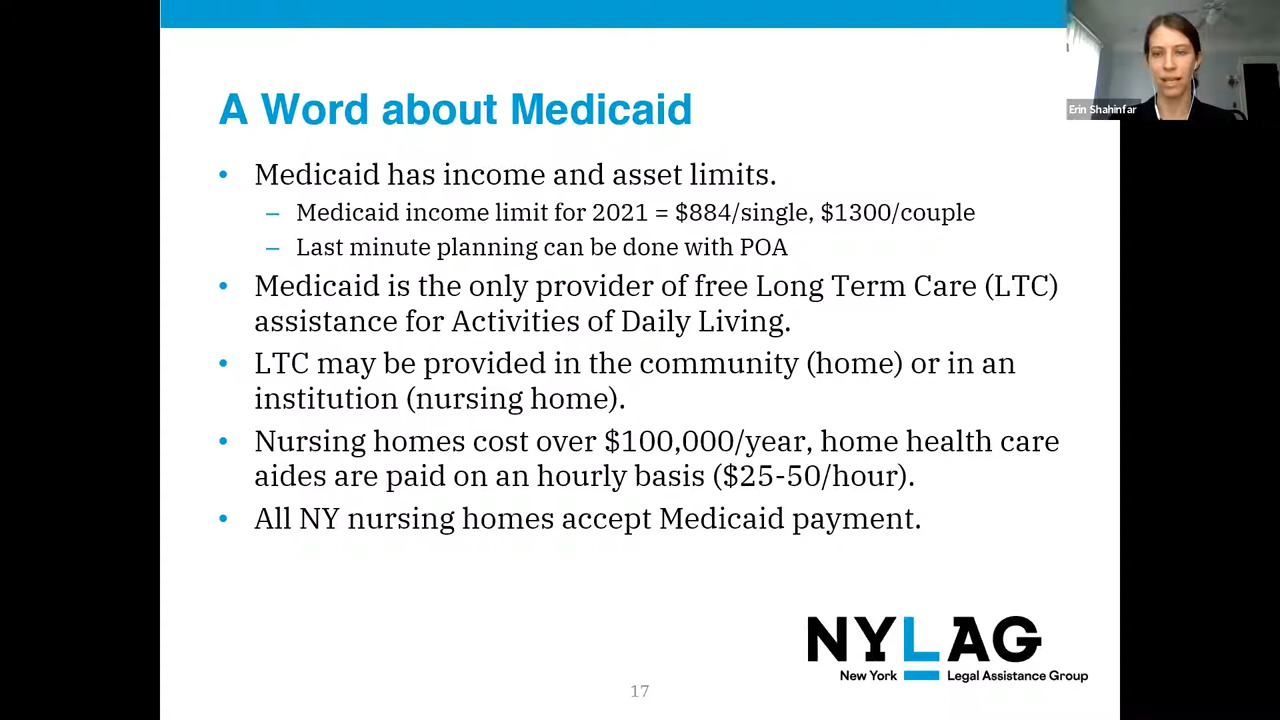 A Word about Medicaid
Erin Shahinfar
• Medicaid has income and asset limits.
– Medicaid income limit for 2021 = $884/single, $1300/couple
– Last minute planning can be done with POA
• Medicaid is the only provider of free Long Term Care (LTC)
assistance for Activities of Daily Living.
• LTC may be provided in the community (home) or in an
institution (nursing home).
• Nursing homes cost over $100,000/year, home health care
aides are paid on an hourly basis ($25-50/hour).
• All NY nursing homes accept Medicaid payment.
NYLAG
New York Legal Assistance Group
17